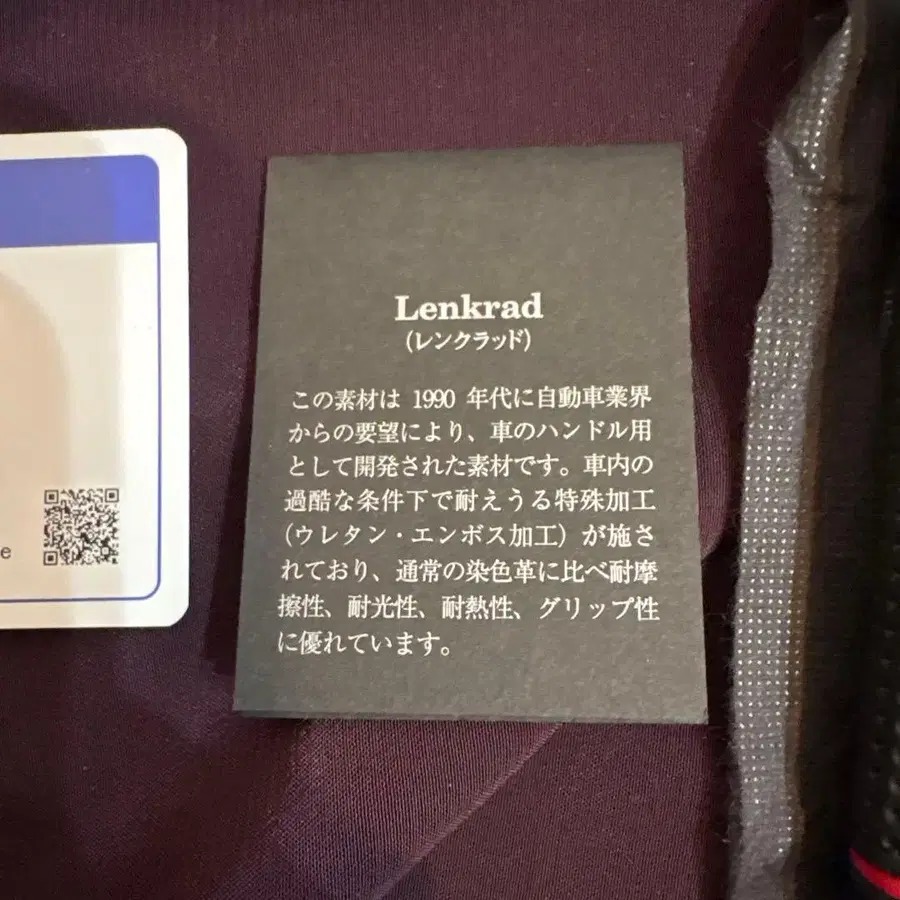 Lenkrad
(レンクラッド)
この素材は 1990 年代に自動車業界
からの要望により、車のハンドル用
として開発された素材です。車内の
過酷な条件下で耐えうる特殊加工
(ウレタン・エンボス加工) が施さ
れており、通常の染色革に比べ耐摩
擦性、耐光性、耐熱性、グリップ性
に優れています。
e